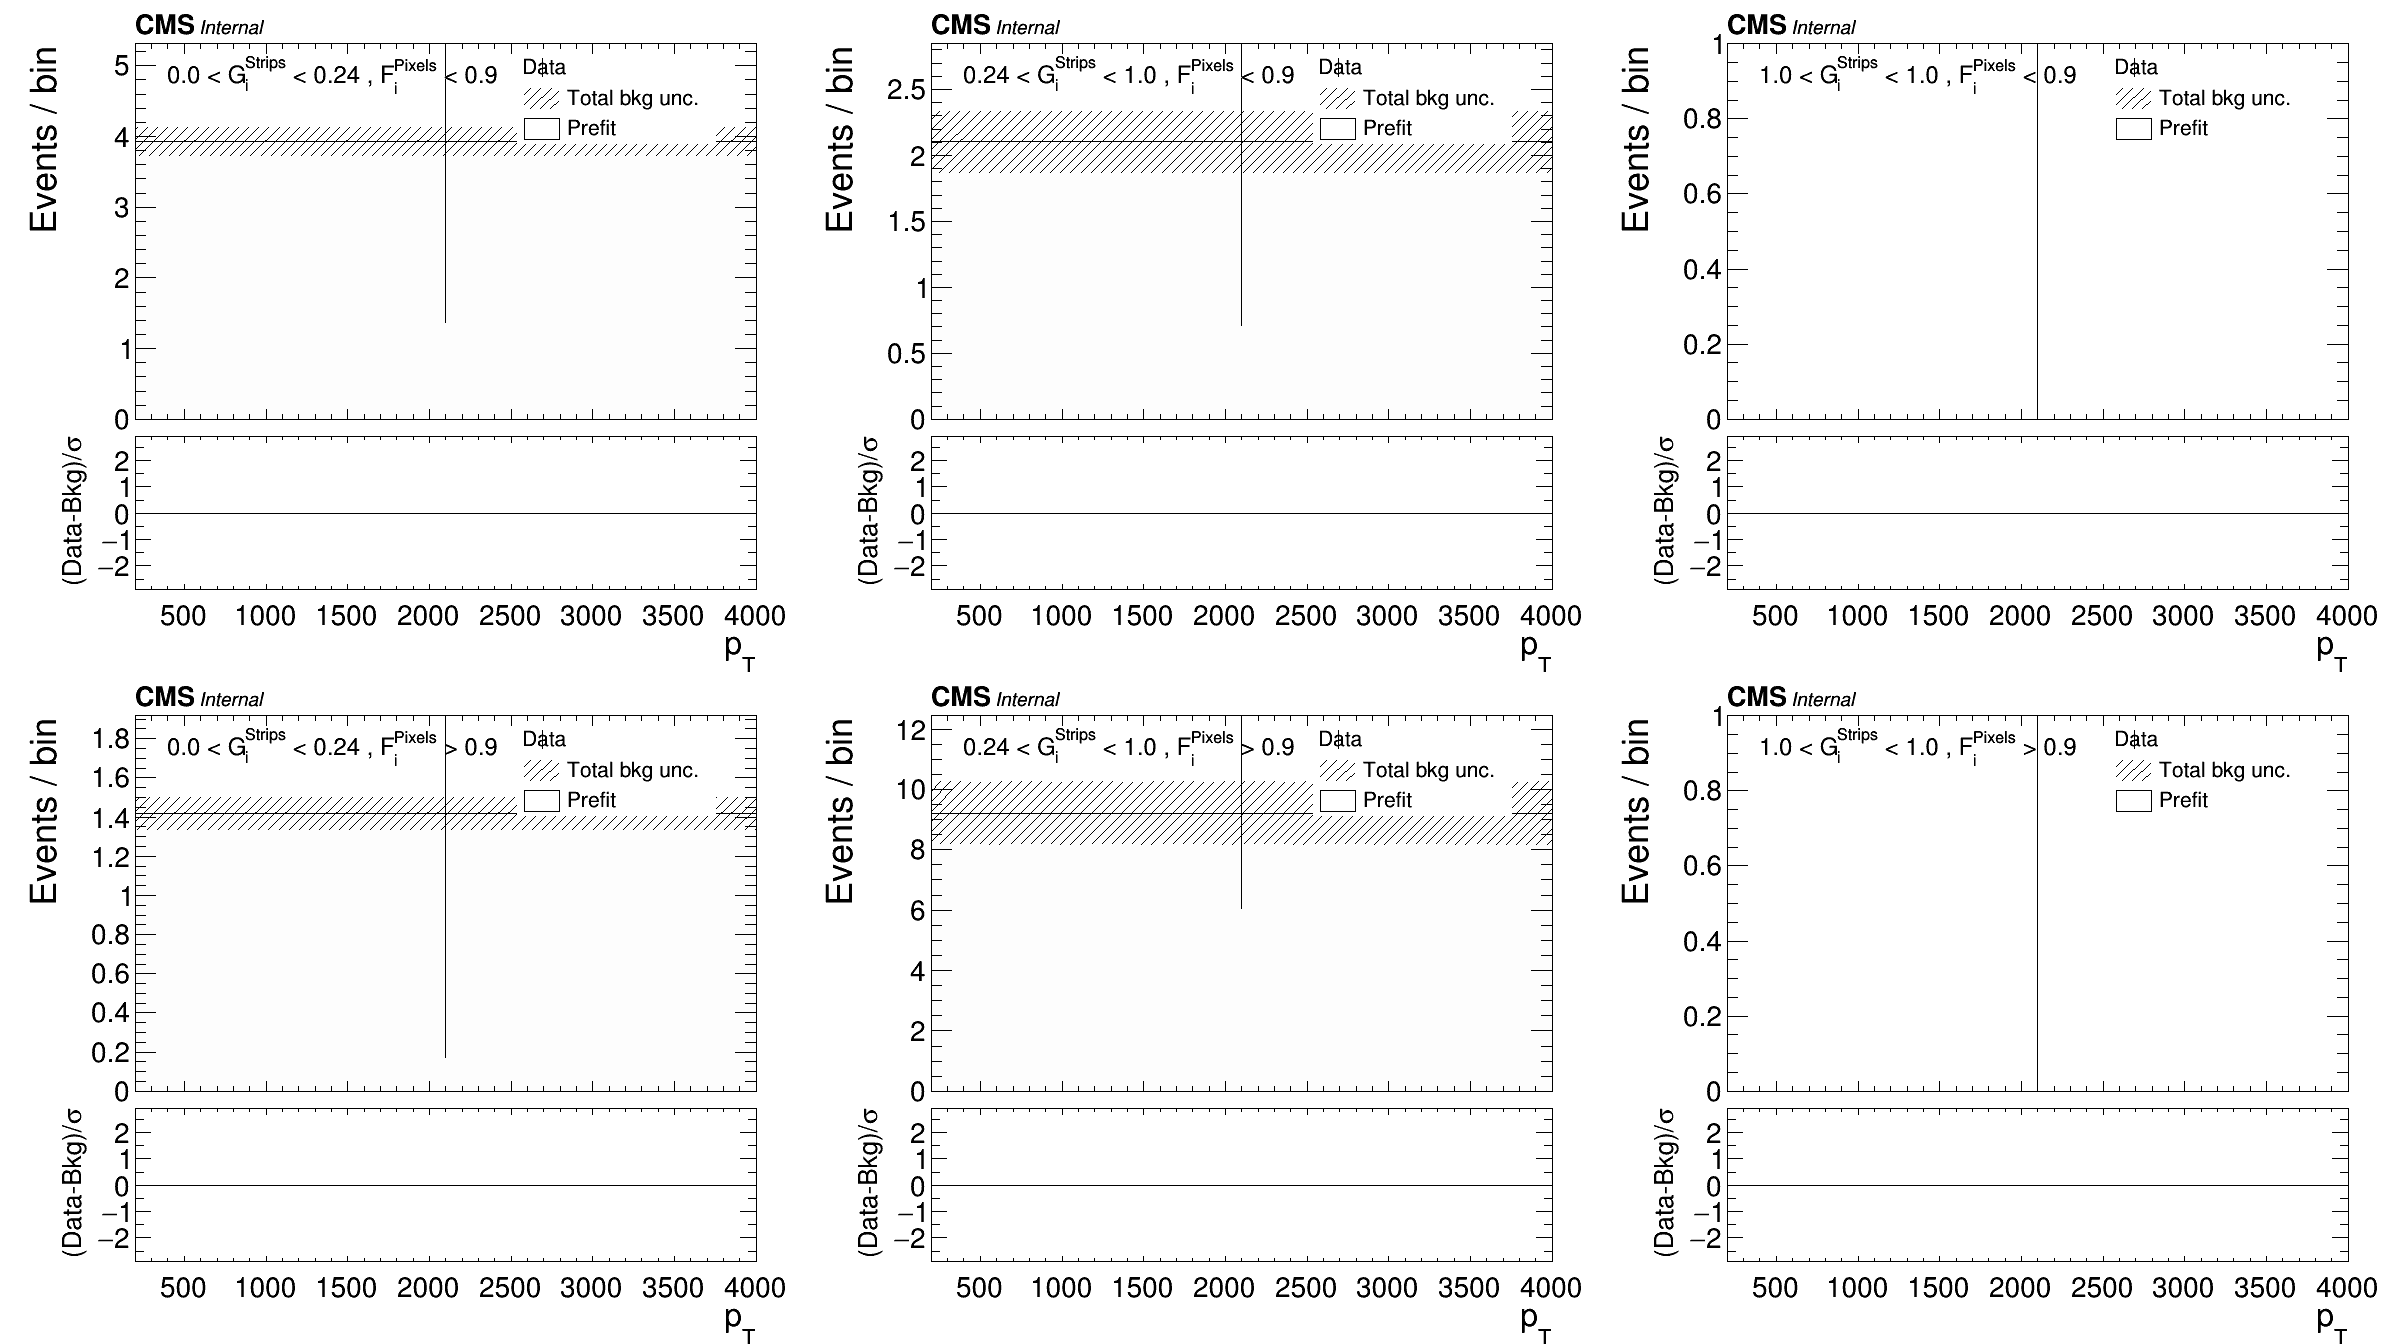 CMS Internal
Events / bin
0.0 < G_i^Strips < 0.24 , F_i^Pixels < 0.9
Data
Total bkg unc.
Prefit
5
4
3
2
1
0
(Data-Bkg)/σ
2
1
0
−1
−2
500 1000 1500 2000 2500 3000 3500 4000
p_T
CMS Internal
Events / bin
0.24 < G_i^Strips < 1.0 , F_i^Pixels < 0.9
Data
Total bkg unc.
Prefit
2.5
2
1.5
1
0.5
0
(Data-Bkg)/σ
2
1
0
−1
−2
500 1000 1500 2000 2500 3000 3500 4000
p_T
CMS Internal
Events / bin
1.0 < G_i^Strips < 1.0 , F_i^Pixels < 0.9
Data
Total bkg unc.
Prefit
1
0.8
0.6
0.4
0.2
0
(Data-Bkg)/σ
2
1
0
−1
−2
500 1000 1500 2000 2500 3000 3500 4000
p_T
CMS Internal
Events / bin
0.0 < G_i^Strips < 0.24 , F_i^Pixels > 0.9
Data
Total bkg unc.
Prefit
1.8
1.6
1.4
1.2
1
0.8
0.6
0.4
0.2
0
(Data-Bkg)/σ
2
1
0
−1
−2
500 1000 1500 2000 2500 3000 3500 4000
p_T
CMS Internal
Events / bin
0.24 < G_i^Strips < 1.0 , F_i^Pixels > 0.9
Data
Total bkg unc.
Prefit
12
10
8
6
4
2
0
(Data-Bkg)/σ
2
1
0
−1
−2
500 1000 1500 2000 2500 3000 3500 4000
p_T
CMS Internal
Events / bin
1.0 < G_i^Strips < 1.0 , F_i^Pixels > 0.9
Data
Total bkg unc.
Prefit
1
0.8
0.6
0.4
0.2
0
(Data-Bkg)/σ
2
1
0
−1
−2
500 1000 1500 2000 2500 3000 3500 4000
p_T